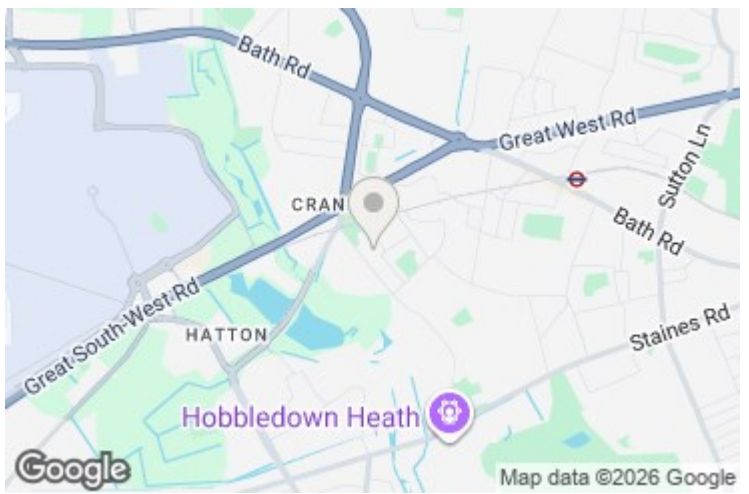 Bath Rd
Great West Rd
Sutton Ln
CRAN
Bath Rd
Great South-West Rd
HATTON
Staines Rd
Hobbledown Heath
Google
Map data ©2026 Google